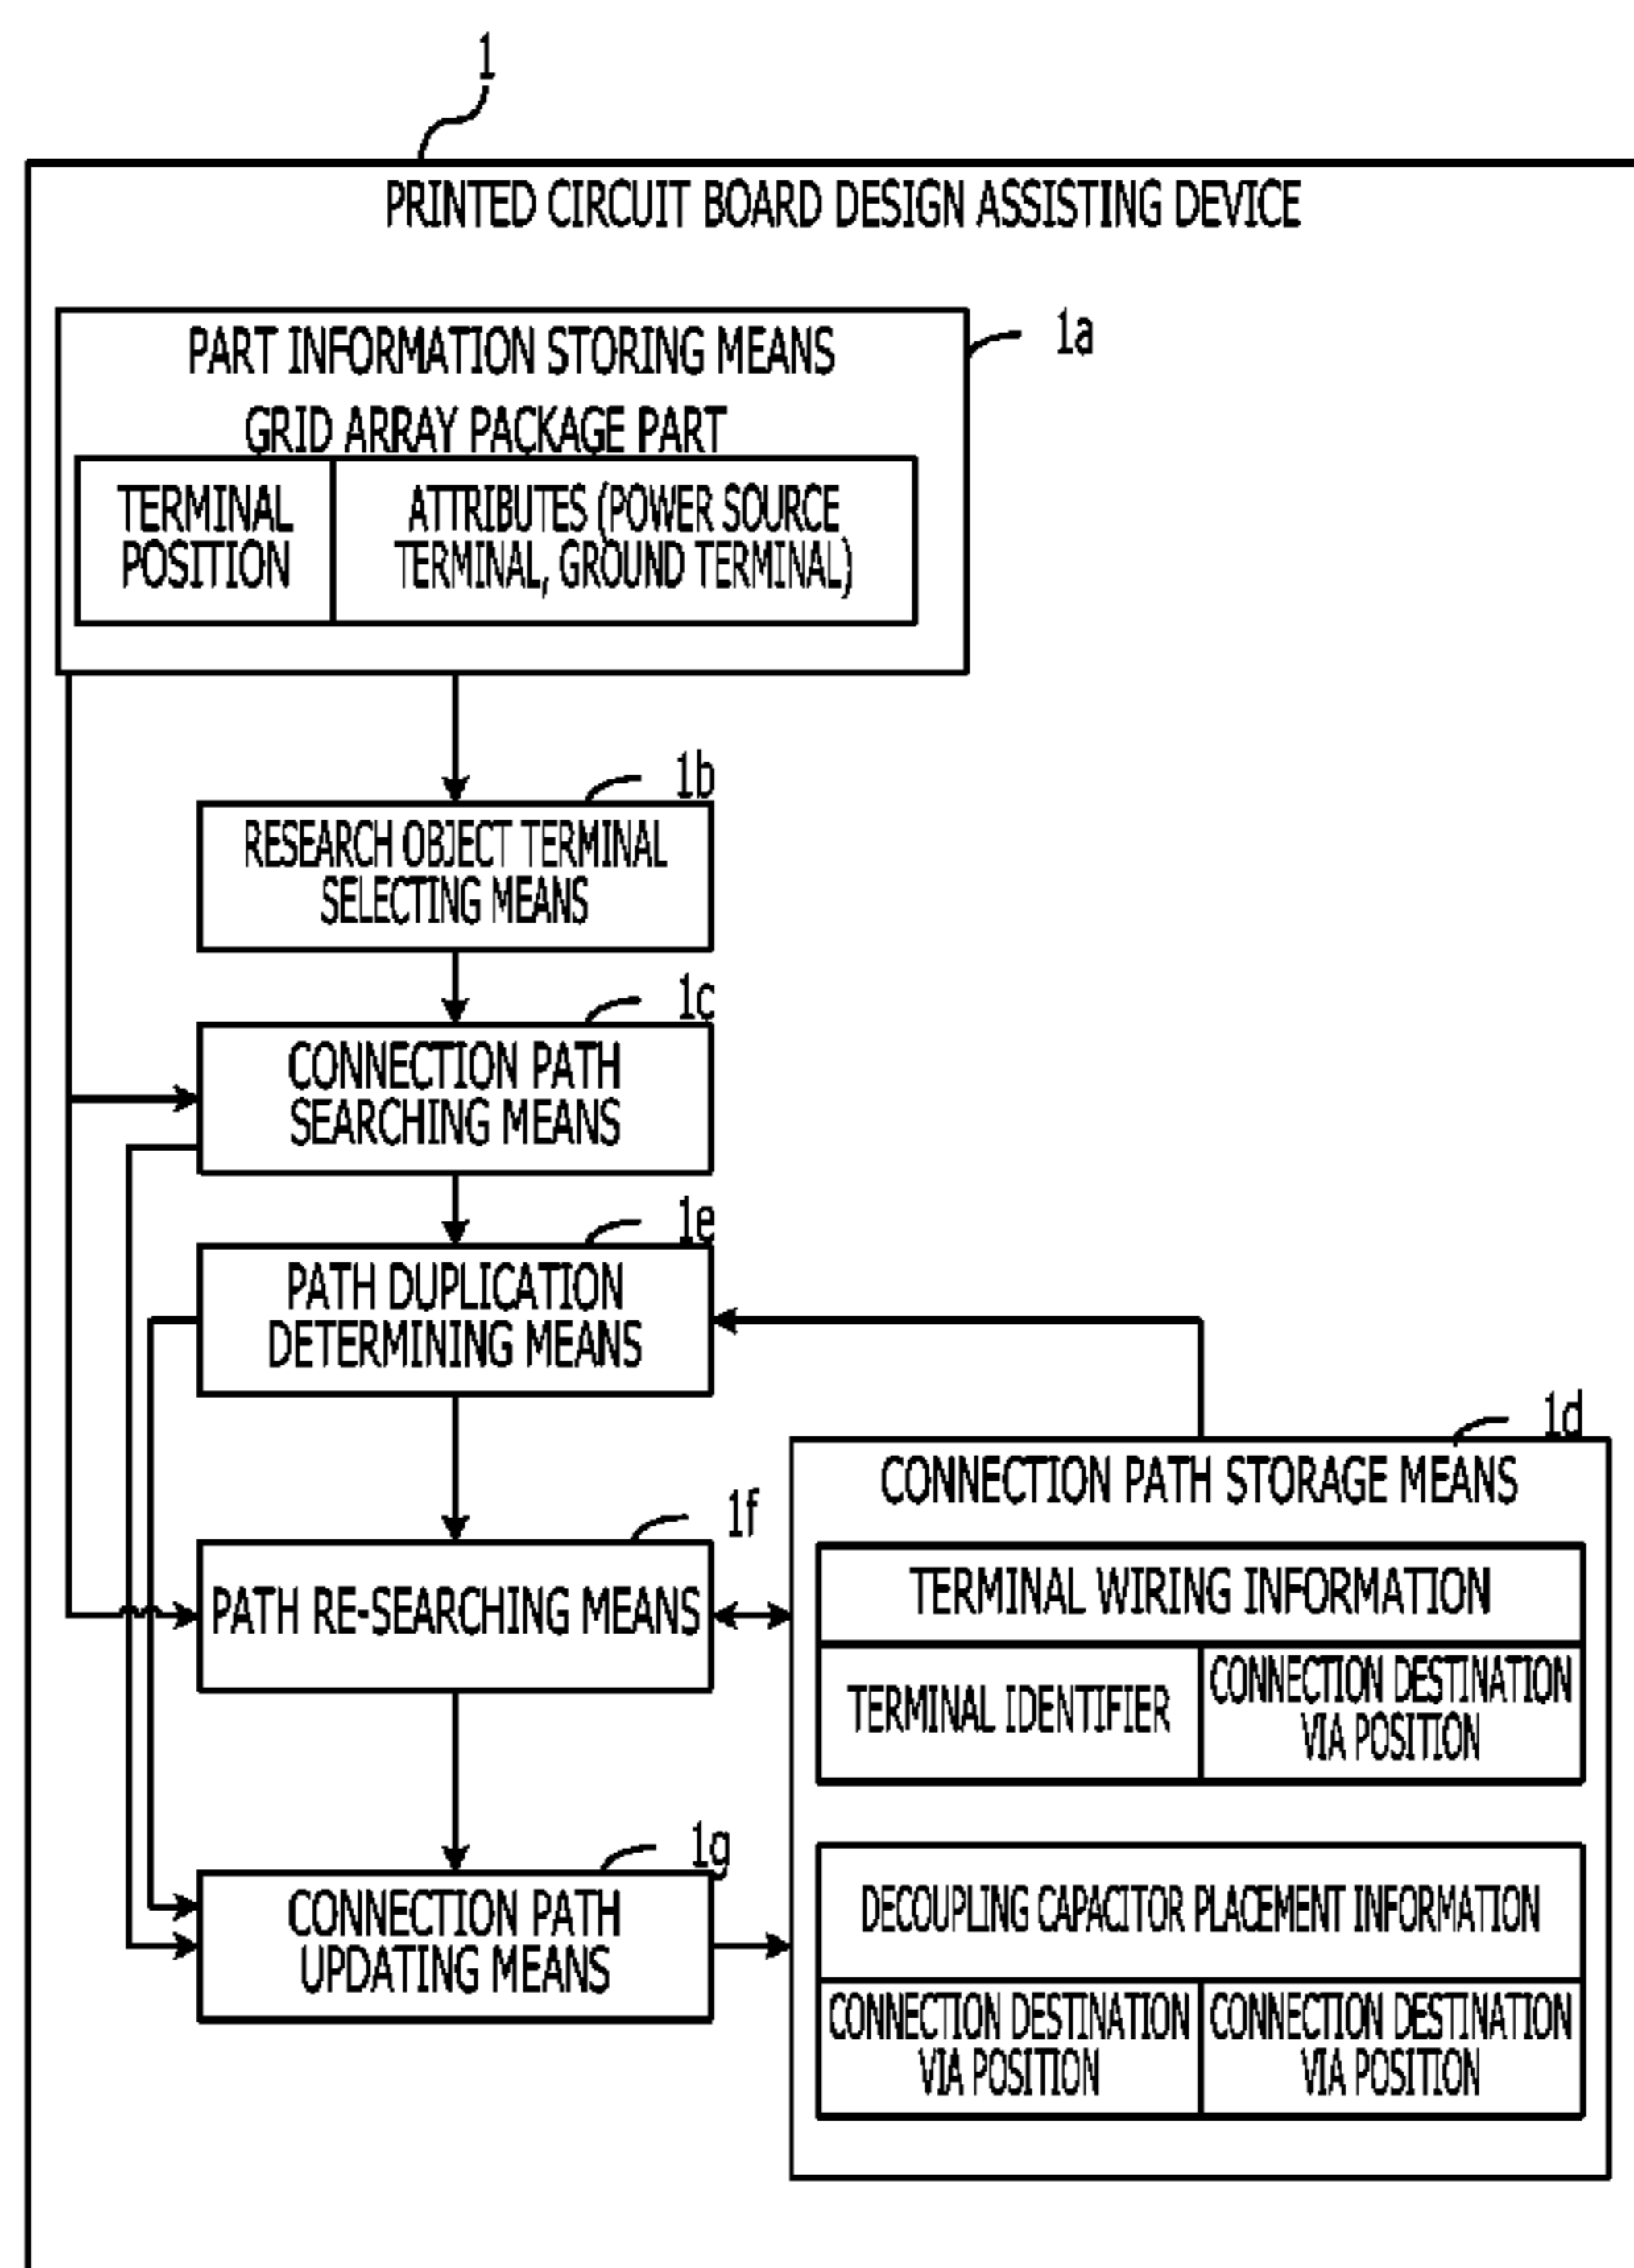 1
PRINTED CIRCUIT BOARD DESIGN ASSISTING DEVICE
1a
PART INFORMATION STORING MEANS
GRID ARRAY PACKAGE PART
TERMINAL
POSITION
ATTRIBUTES (POWER SOURCE
TERMINAL, GROUND TERMINAL)
1b
RESEARCH OBJECT TERMINAL
SELECTING MEANS
1c
CONNECTION PATH
SEARCHING MEANS
1e
PATH DUPLICATION
DETERMINING MEANS
1d
CONNECTION PATH STORAGE MEANS
1f
PATH RE-SEARCHING MEANS
TERMINAL WIRING INFORMATION
TERMINAL IDENTIFIER
CONNECTION DESTINATION
VIA POSITION
1g
CONNECTION PATH
UPDATING MEANS
DECOUPLING CAPACITOR PLACEMENT INFORMATION
CONNECTION DESTINATION
VIA POSITION
CONNECTION DESTINATION
VIA POSITION